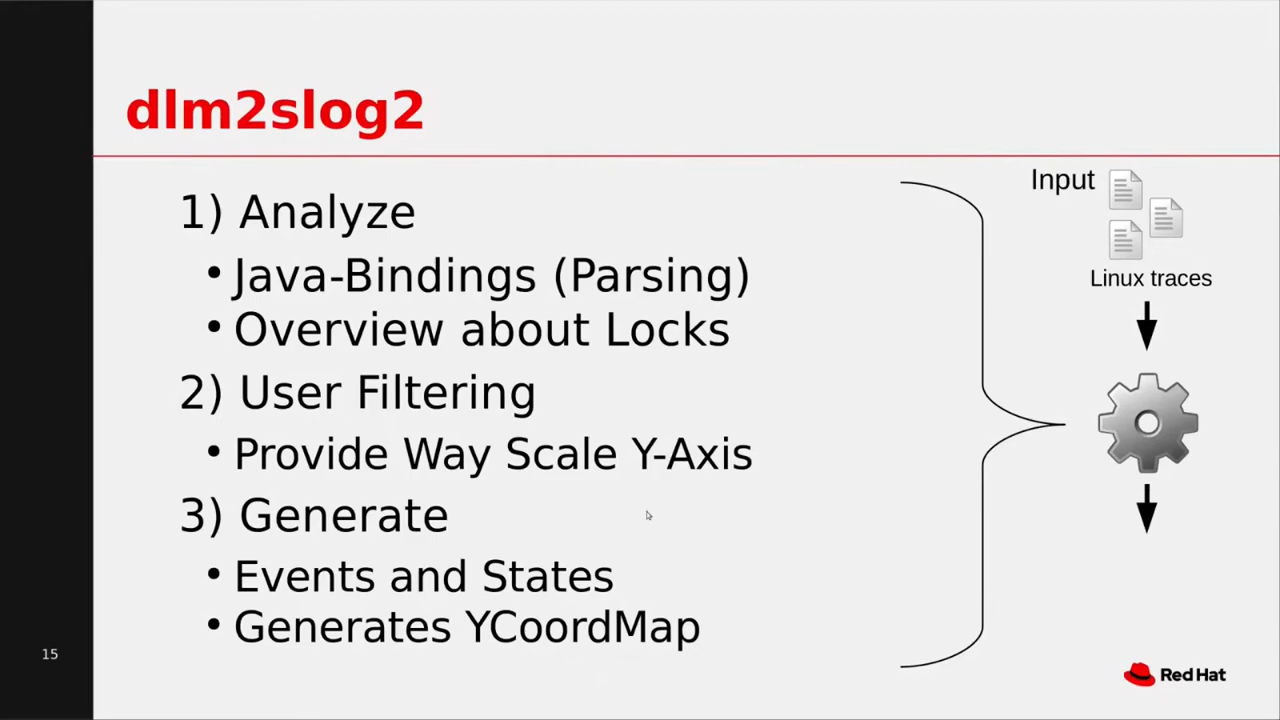 dlm2slog2
1) Analyze
• Java-Bindings (Parsing)
• Overview about Locks
2) User Filtering
• Provide Way Scale Y-Axis
3) Generate
• Events and States
• Generates YCoordMap
Input
Linux traces
15
Red Hat